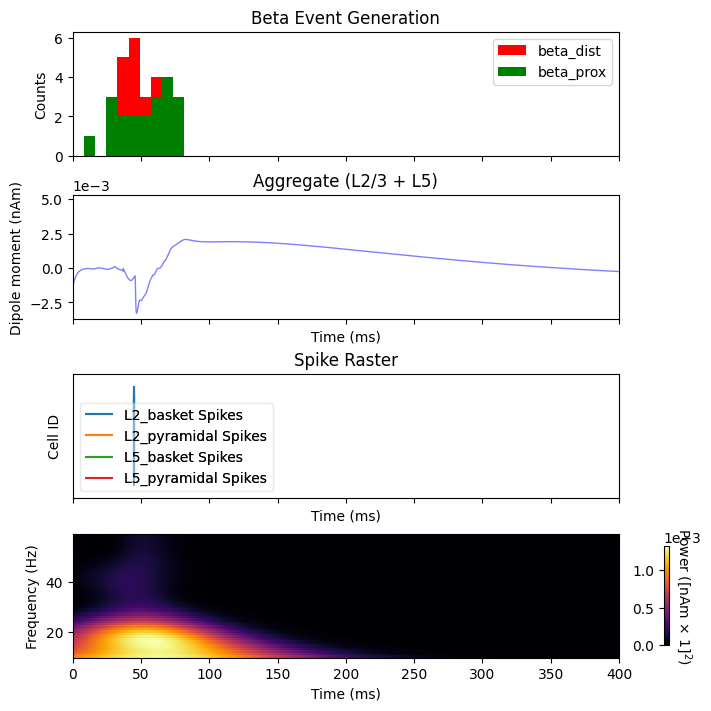 Beta Event Generation
6
4
2
0
Counts
beta_dist
beta_prox
Aggregate (L2/3 + L5)
1e−3
5.0
2.5
0.0
−2.5
Dipole moment (nAm)
Time (ms)
Spike Raster
Cell ID
L2_basket Spikes
L2_pyramidal Spikes
L5_basket Spikes
L5_pyramidal Spikes
Time (ms)
40
20
Frequency (Hz)
0 50 100 150 200 250 300 350 400
Time (ms)
1.0
0.5
0.0
Power ([nAm × 1]²)